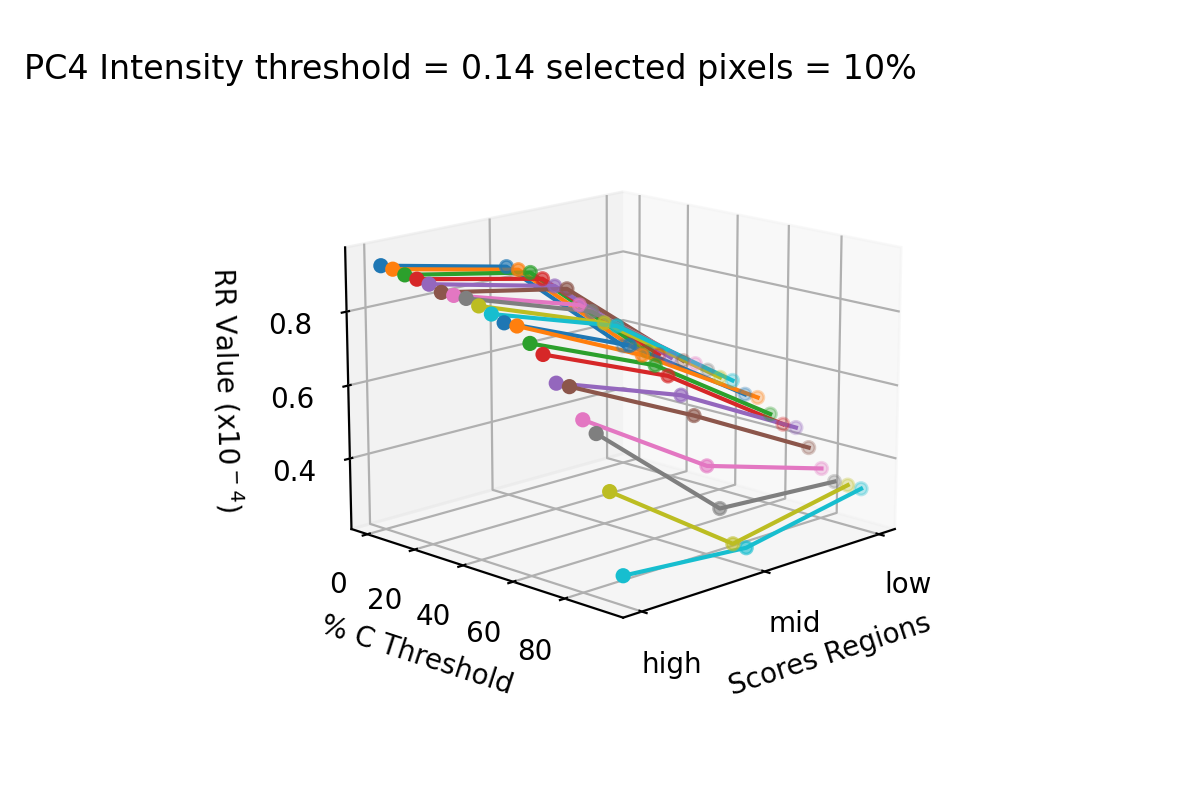 PC4 Intensity threshold = 0.14 selected pixels = 10%
RR Value (x10⁻⁴)
0.8
0.6
0.4
0
20
40
60
80
% C Threshold
high
mid
low
Scores Regions